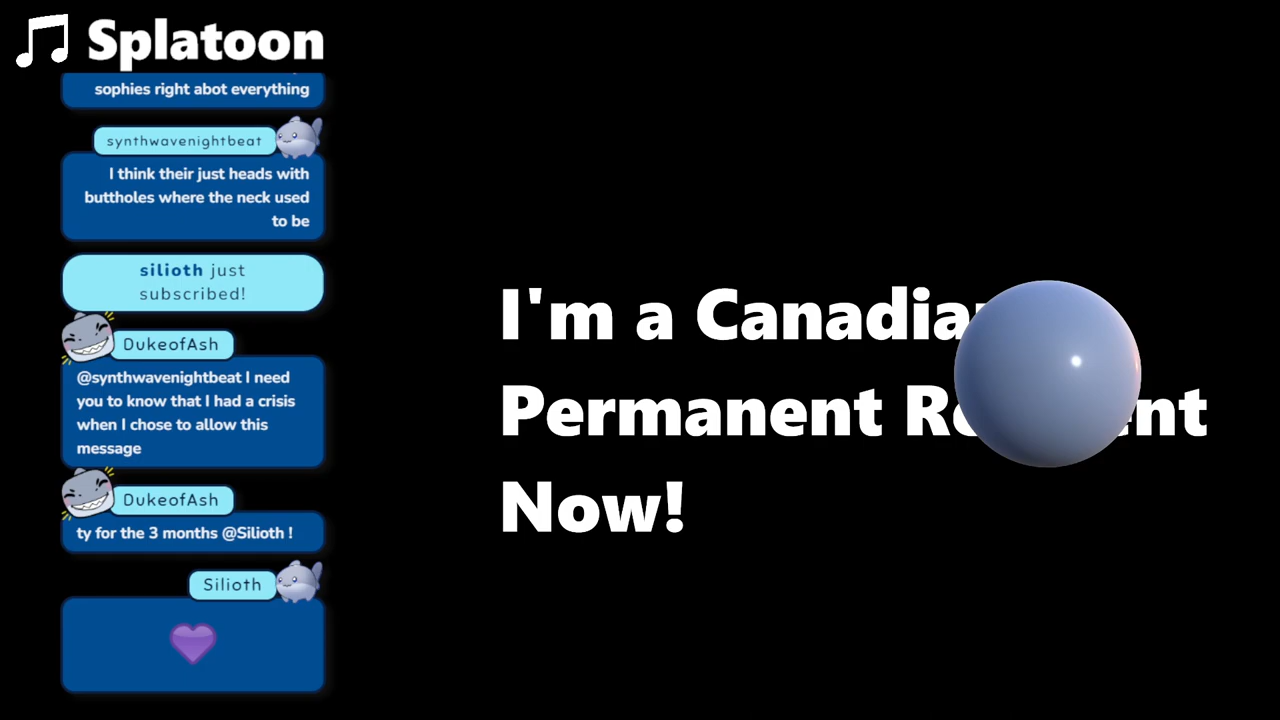 Splatoon
sophies right abot everything
synthwavenightbeat
I think their just heads with
buttholes where the neck used
to be
silioth just
subscribed!
DukeofAsh
@synthwavenightbeat I need
you to know that I had a crisis
when I chose to allow this
message
DukeofAsh
ty for the 3 months @Silioth !
Silioth
I'm a Canadian
Permanent
Now!